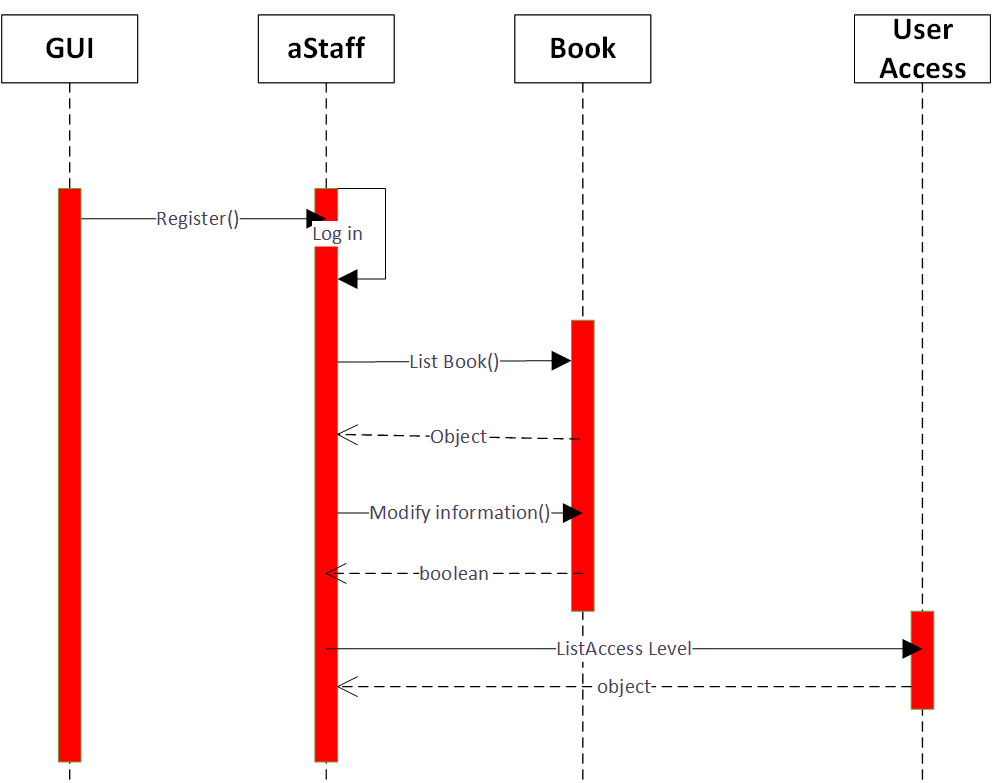 GUI
aStaff
Book
User
Access
Register()
Log in
List Book()
Object
Modify information()
boolean
ListAccess Level
object